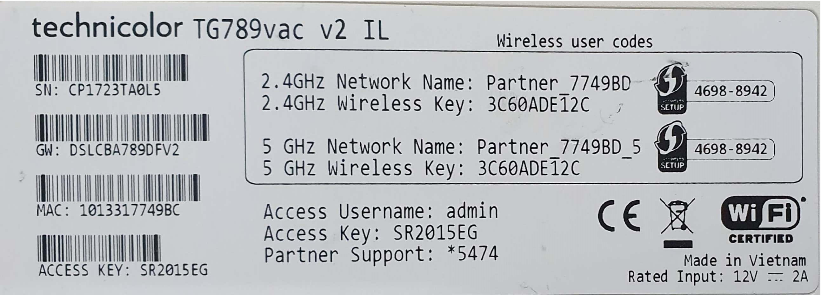 technicolor TG789vac v2 IL
Wireless user codes
SN: CP1723TA0L5
2.4GHz Network Name: Partner_7749BD
2.4GHz Wireless Key: 3C60ADE12C
SETUP
4698-8942
GW: DSLCBA789DFV2
5 GHz Network Name: Partner_7749BD_5
5 GHz Wireless Key: 3C60ADE12C
SETUP
4698-8942
MAC: 1013317749BC
ACCESS KEY: SR2015EG
Access Username: admin
Access Key: SR2015EG
Partner Support: *5474
CE
Wi Fi
CERTIFIED
Made in Vietnam
Rated Input: 12V ⎓ 2A